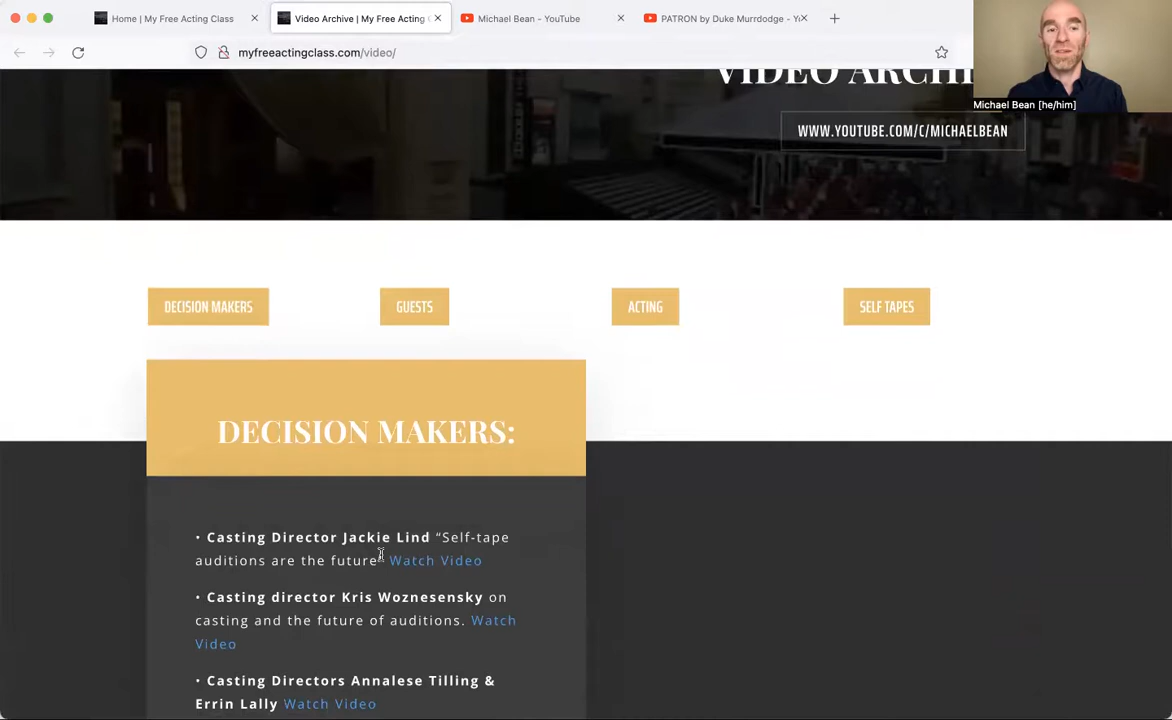 Home | My Free Acting Class
Video Archive | My Free Acting
Michael Bean - YouTube
PATRON by Duke Murrdodge -
myfreeactingclass.com/video/
Michael Bean [he/him]
WWW.YOUTUBE.COM/C/MICHAELBEAN
DECISION MAKERS
GUESTS
ACTING
SELF TAPES
DECISION MAKERS:
• Casting Director Jackie Lind “Self-tape
auditions are the future” Watch Video
• Casting director Kris Woznesensky on
casting and the future of auditions. Watch
Video
• Casting Directors Annalese Tilling &
Errin Lally Watch Video